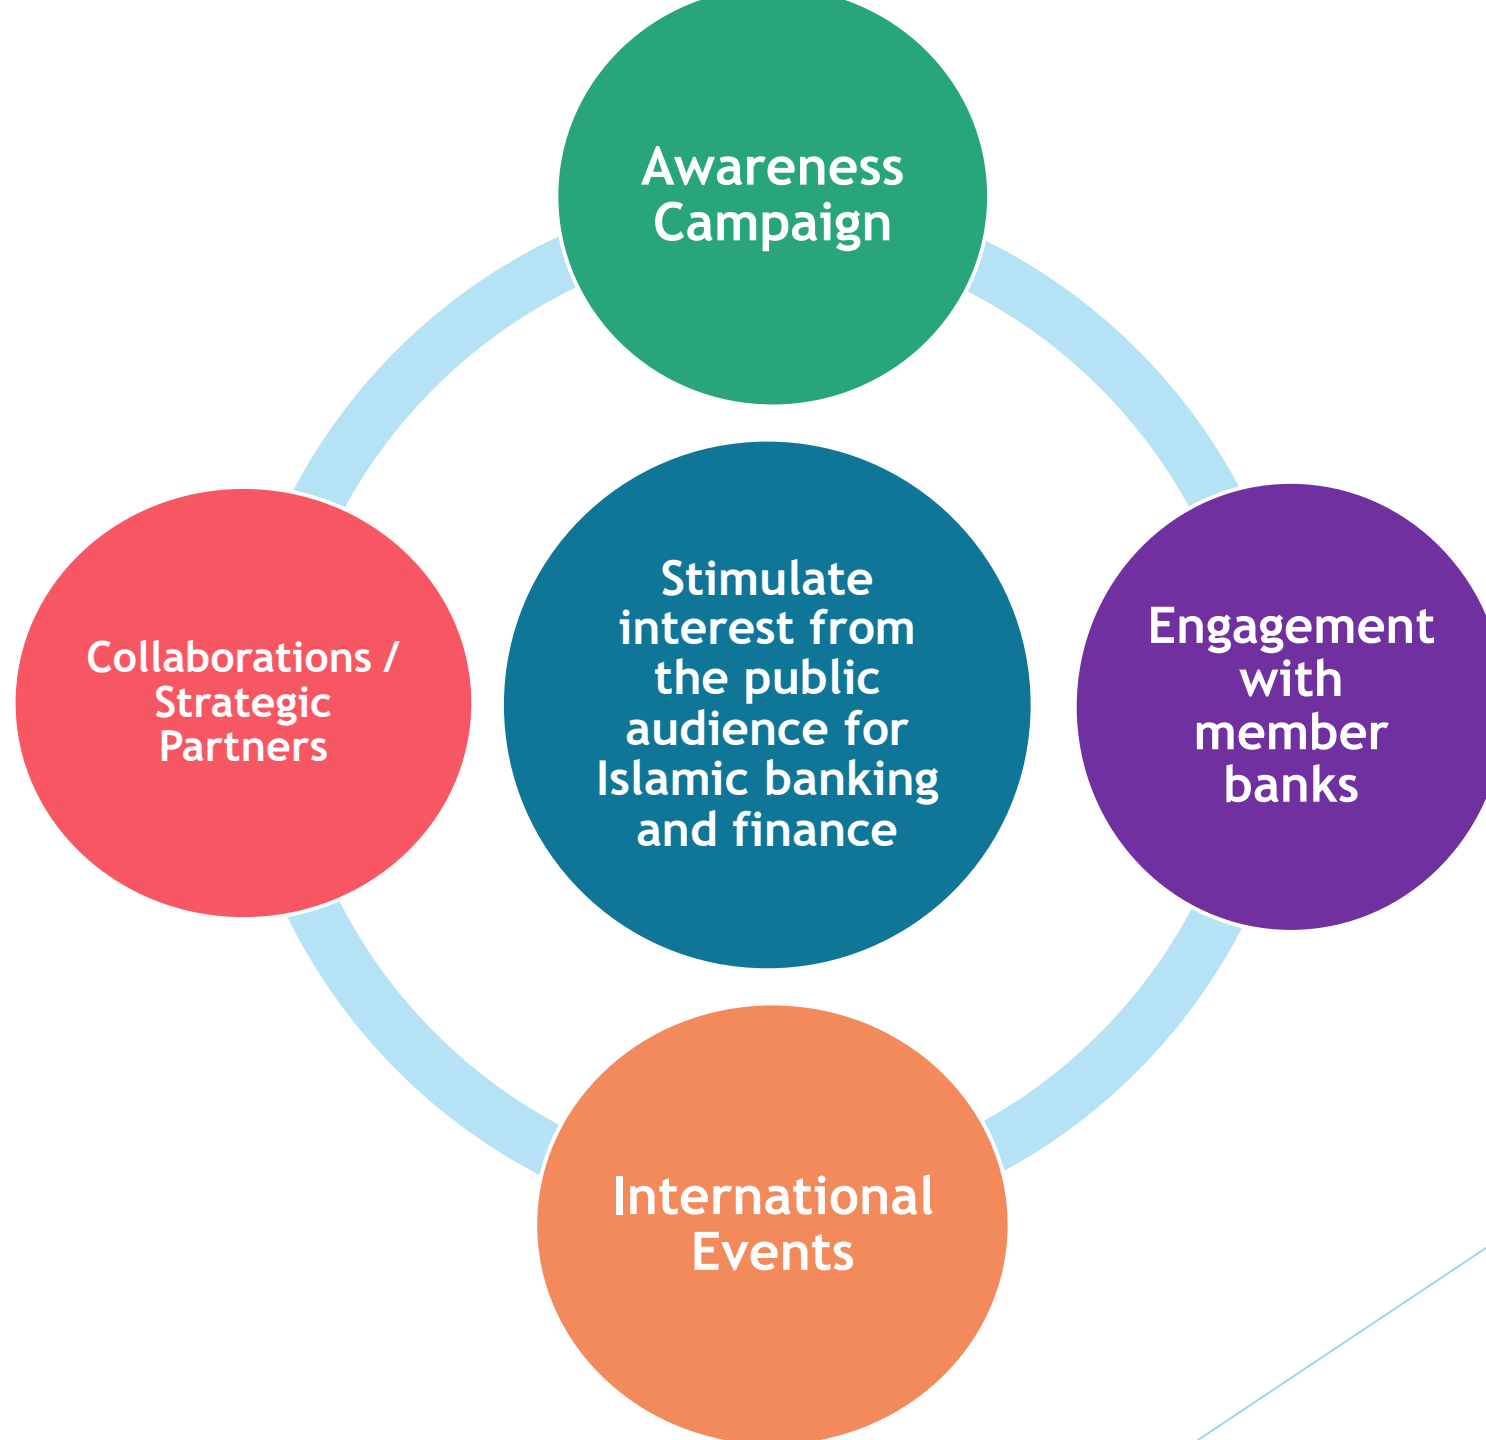 Awareness
Campaign
Collaborations /
Strategic
Partners
Stimulate
interest from
the public
audience for
Islamic banking
and finance
Engagement
with
member
banks
International
Events